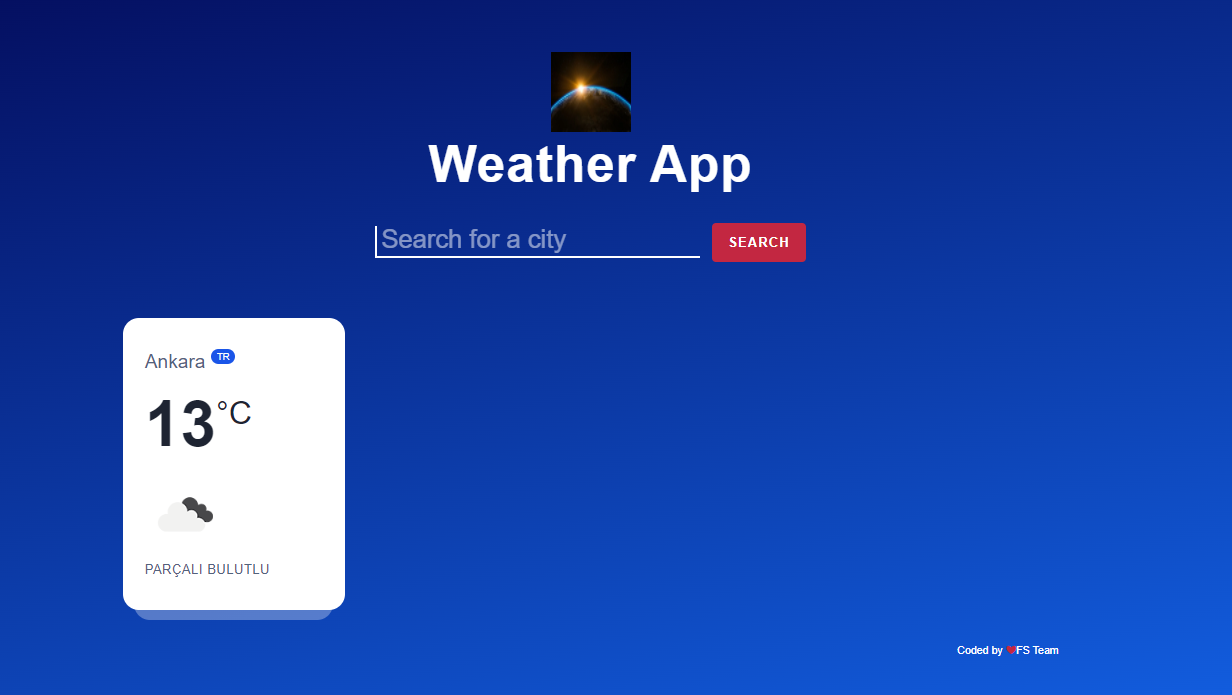 Weather App
Search for a city
SEARCH
Ankara TR
13°C
PARÇALI BULUTLU
Coded by ❤FS Team